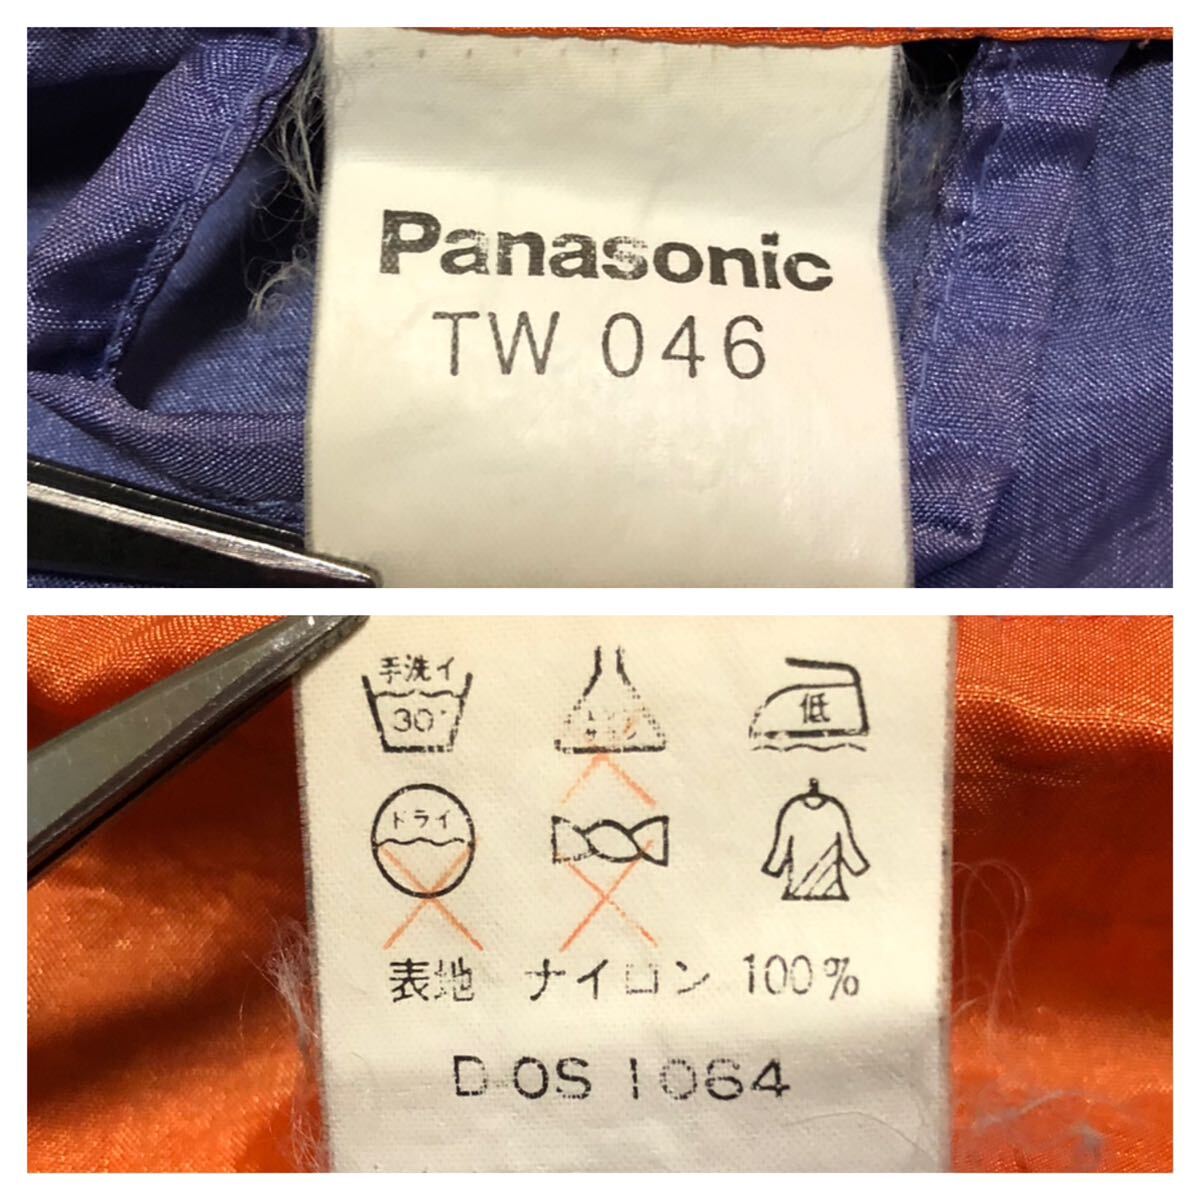 Panasonic
TW 046
手洗イ
30°
低
ドライ
表地 ナイロン 100%
D-OS 1064